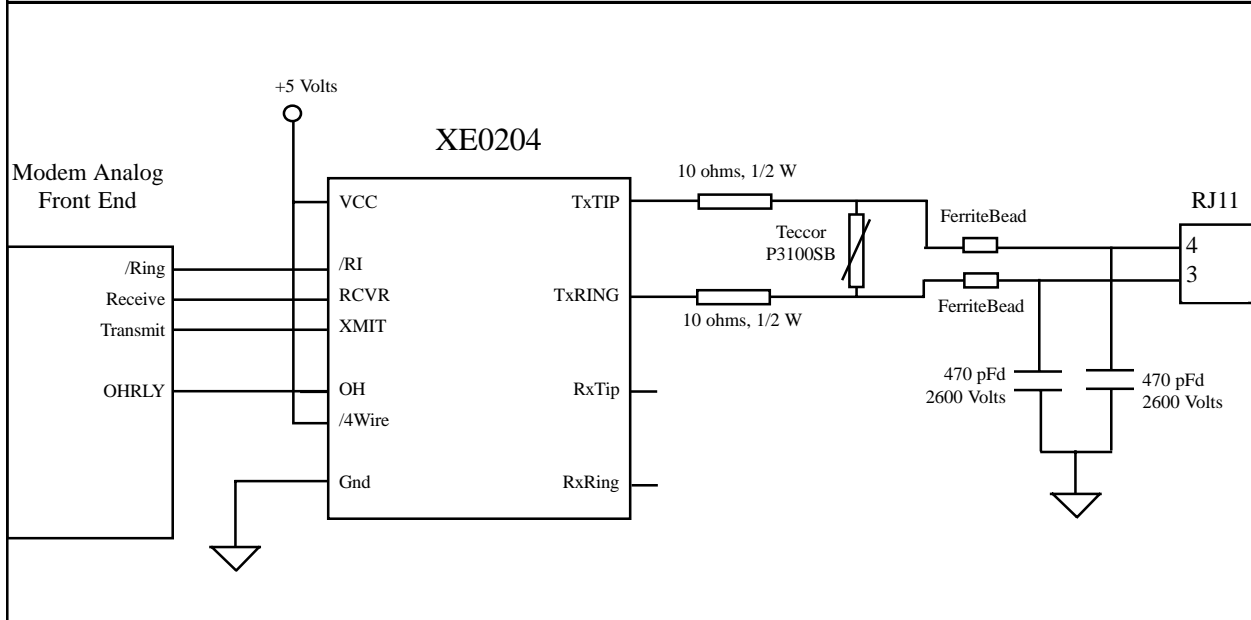 +5 Volts
XE0204
Modem Analog
Front End
/Ring
Receive
Transmit
OHRLY
VCC
/RI
RCVR
XMIT
OH
/4Wire
Gnd
TxTIP
TxRING
RxTip
RxRing
10 ohms, 1/2 W
Teccor
P3100SB
10 ohms, 1/2 W
FerriteBead
FerriteBead
RJ11
4
3
470 pFd
2600 Volts
470 pFd
2600 Volts